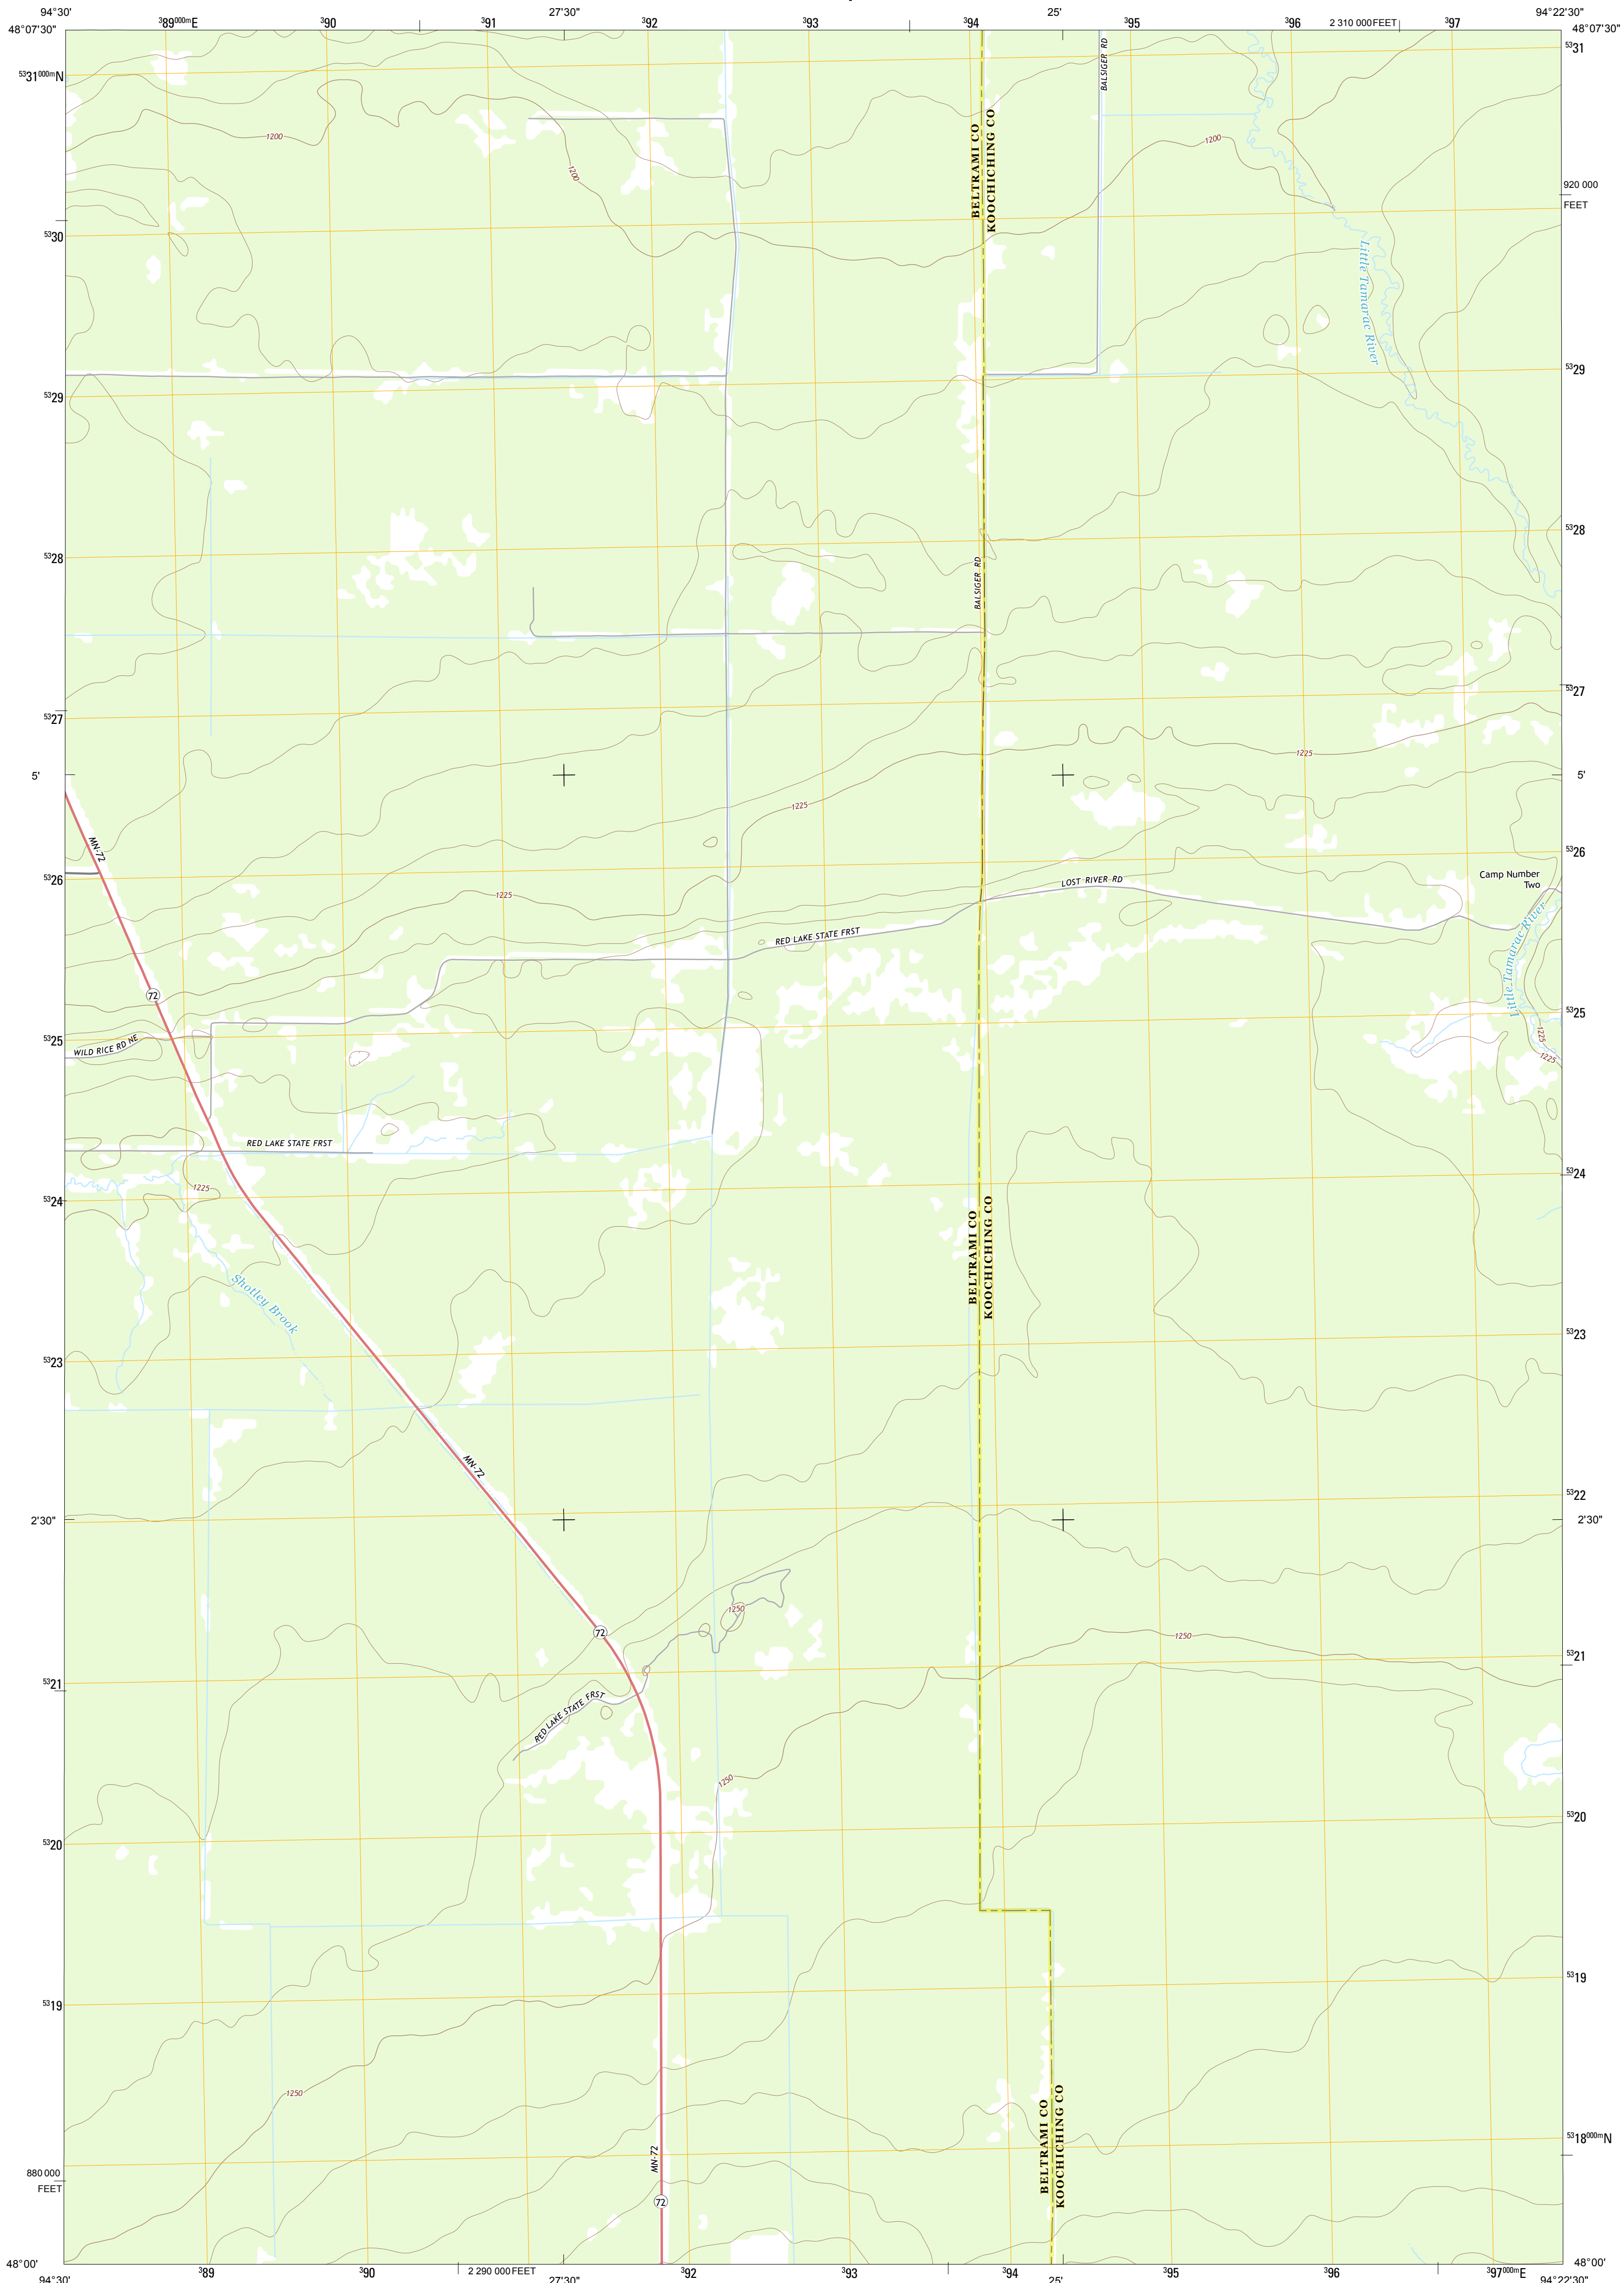 94°30'
³89⁰⁰⁰ᵐE
³90
³91
27'30"
³92
³93
³94
25'
³95
³96
2 310 000 FEET
³97
94°22'30"
48°07'30"
48°07'30"
⁵³31⁰⁰⁰ᵐN
⁵³31
BALSIGER RD
1200
1200
1200
BELTRAMI CO
KOOCHICHING CO
920 000
FEET
⁵³30
Little Tamarac River
⁵³29
⁵³29
⁵³28
⁵³28
BALSIGER RD
⁵³27
⁵³27
1225
5'
5'
1225
MN-72
⁵³26
⁵³26
Camp Number
Two
LOST RIVER RD
1225
RED LAKE STATE FRST
Little Tamarac River
72
⁵³25
⁵³25
WILD RICE RD NE
1225
1225
RED LAKE STATE FRST
1225
⁵³24
⁵³24
BELTRAMI CO
KOOCHICHING CO
Shotley Brook
⁵³23
⁵³23
MN-72
⁵³22
2'30"
2'30"
1250
72
1250
⁵³21
⁵³21
RED LAKE STATE FRST
1250
⁵³20
⁵³20
⁵³19
⁵³19
1250
BELTRAMI CO
KOOCHICHING CO
⁵³18⁰⁰⁰ᵐN
MN-72
880 000
FEET
72
48°00'
48°00'
94°30'
³89
³90
2 290 000 FEET
27'30"
³92
³93
³94
25'
³95
³96
³97⁰⁰⁰ᵐE
94°22'30"